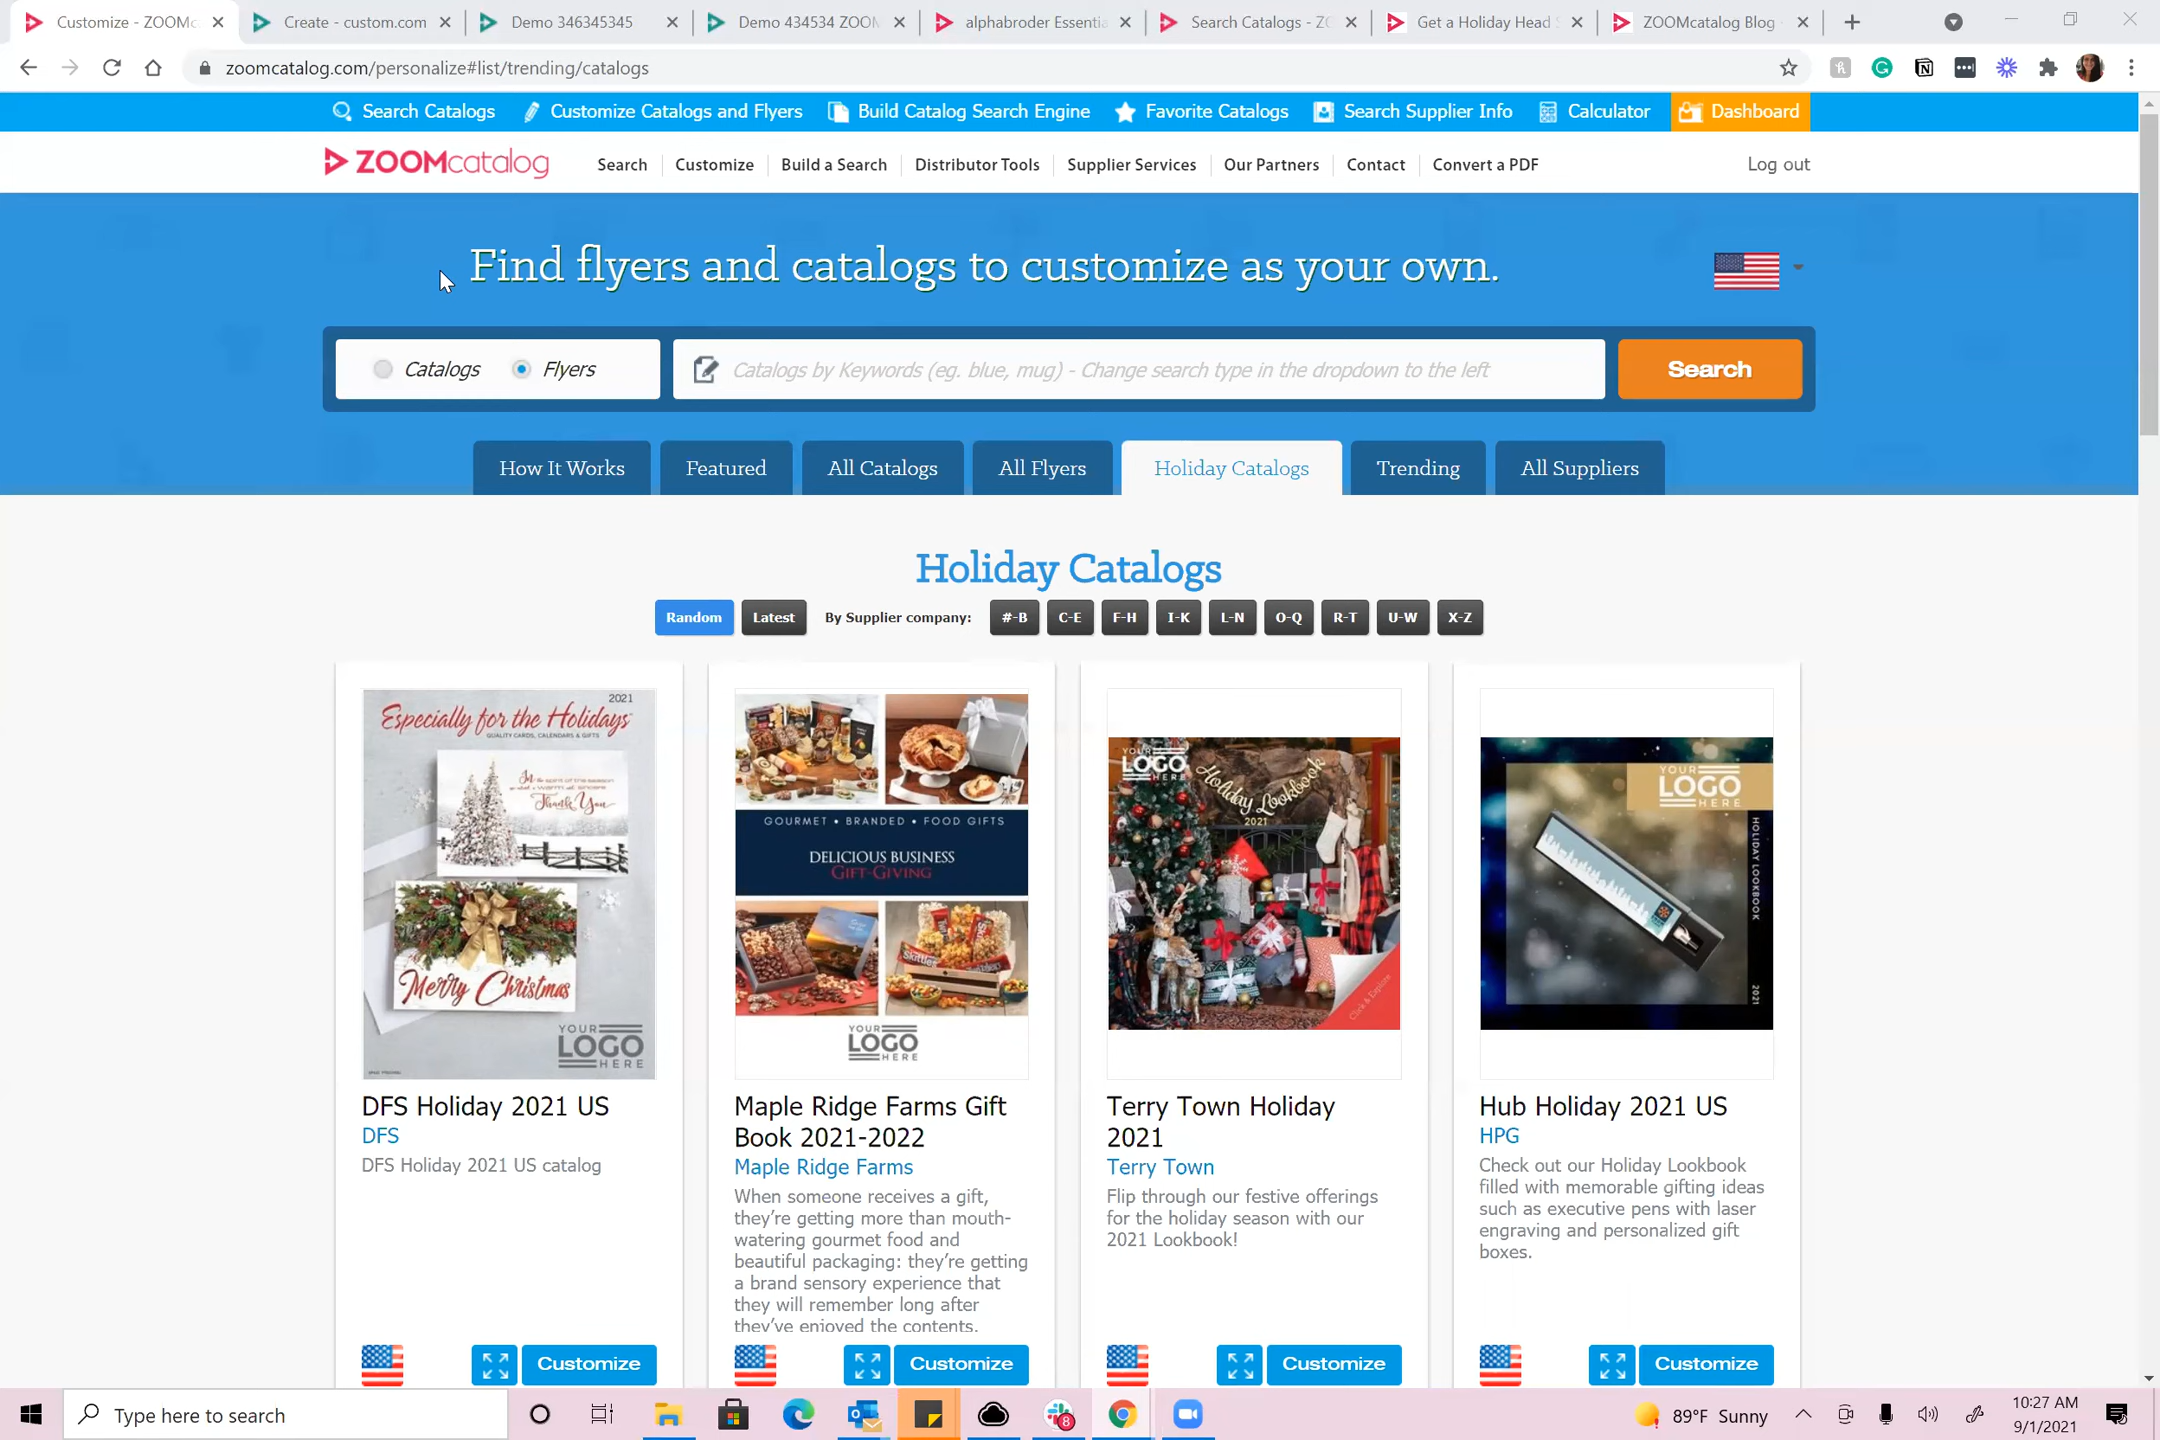 Customize - ZOOMc
Create - custom.com
Demo 346345345
Demo 434534 ZOOM
alphabroder Essentia
Search Catalogs - ZO
Get a Holiday Head S
ZOOMcatalog Blog -
zoomcatalog.com/personalize#list/trending/catalogs
Search Catalogs
Customize Catalogs and Flyers
Build Catalog Search Engine
Favorite Catalogs
Search Supplier Info
Calculator
Dashboard
ZOOMcatalog
Search
Customize
Build a Search
Distributor Tools
Supplier Services
Our Partners
Contact
Convert a PDF
Log out
Find flyers and catalogs to customize as your own.
Catalogs
Flyers
Catalogs by Keywords (eg. blue, mug) - Change search type in the dropdown to the left
Search
How It Works
Featured
All Catalogs
All Flyers
Holiday Catalogs
Trending
All Suppliers
Holiday Catalogs
Random
Latest
By Supplier company:
#-B
C-E
F-H
I-K
L-N
O-Q
R-T
U-W
X-Z
2021
Especially for the Holidays
QUALITY CARDS, CALENDARS & GIFTS
Thank You
Merry Christmas
YOUR
LOGO
HERE
DFS Holiday 2021 US
DFS
DFS Holiday 2021 US catalog
Customize
GOURMET • BRANDED • FOOD GIFTS
DELICIOUS BUSINESS
GIFT-GIVING
Skittles
YOUR
LOGO
HERE
Maple Ridge Farms Gift
Book 2021-2022
Maple Ridge Farms
When someone receives a gift,
they're getting more than mouth-
watering gourmet food and
beautiful packaging: they're getting
a brand sensory experience that
they will remember long after
they've enjoyed the contents.
Customize
YOUR
LOGO
HERE
Holiday Lookbook
2021
Click & Explore
Terry Town Holiday
2021
Terry Town
Flip through our festive offerings
for the holiday season with our
2021 Lookbook!
Customize
YOUR
LOGO
HERE
HOLIDAY LOOKBOOK
2021
Hub Holiday 2021 US
HPG
Check out our Holiday Lookbook
filled with memorable gifting ideas
such as executive pens with laser
engraving and personalized gift
boxes.
Customize
Type here to search
8
89°F Sunny
10:27 AM
9/1/2021